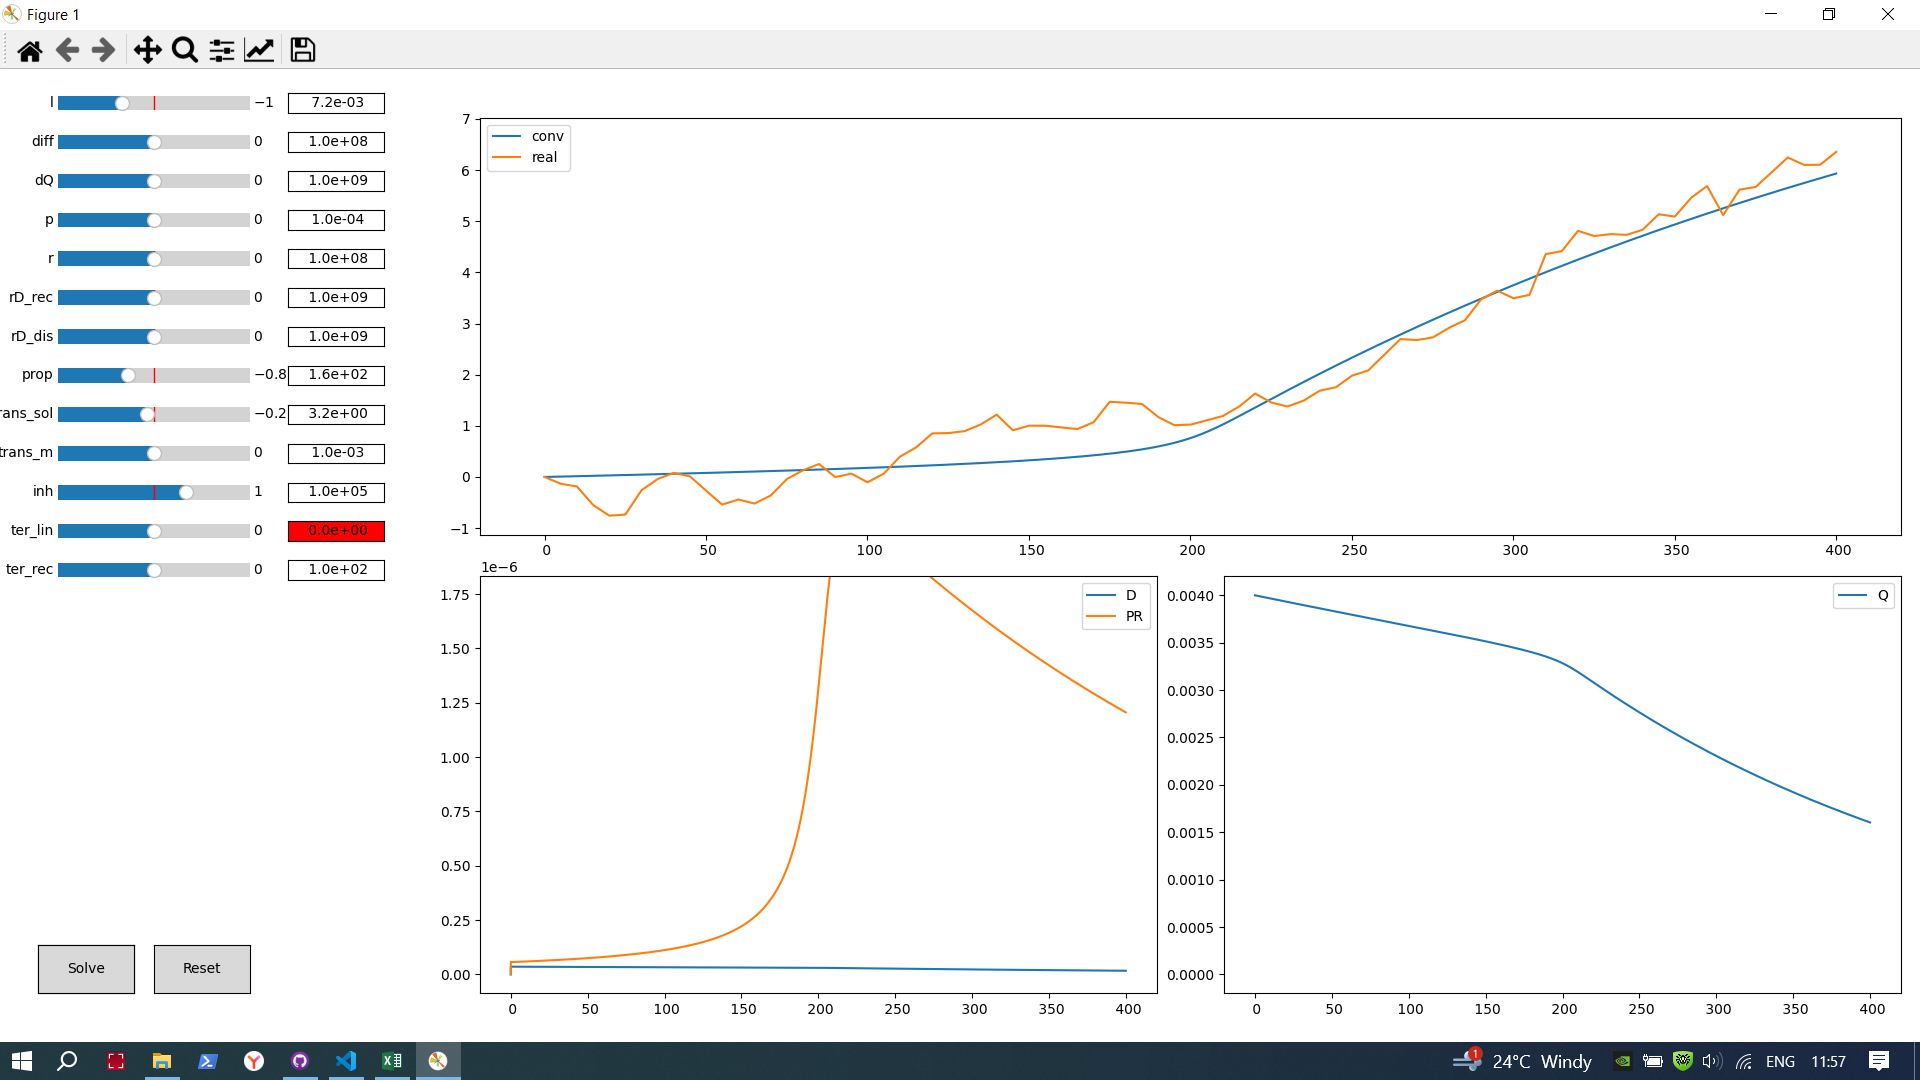 Figure 1
l −1 7.2e-03
diff 0 1.0e+08
dQ 0 1.0e+09
p 0 1.0e-04
r 0 1.0e+08
rD_rec 0 1.0e+09
rD_dis 0 1.0e+09
prop −0.8 1.6e+02
rans_sol −0.2 3.2e+00
trans_m 0 1.0e-03
inh 1 1.0e+05
ter_lin 0 0.0e+00
ter_rec 0 1.0e+02
Solve Reset
conv
real
7
6
5
4
3
2
1
0
−1
0 50 100 150 200 250 300 350 400
1e−6
D
PR
1.75
1.50
1.25
1.00
0.75
0.50
0.25
0.00
0 50 100 150 200 250 300 350 400
Q
0.0040
0.0035
0.0030
0.0025
0.0020
0.0015
0.0010
0.0005
0.0000
0 50 100 150 200 250 300 350 400
1 24°C Windy ENG 11:57